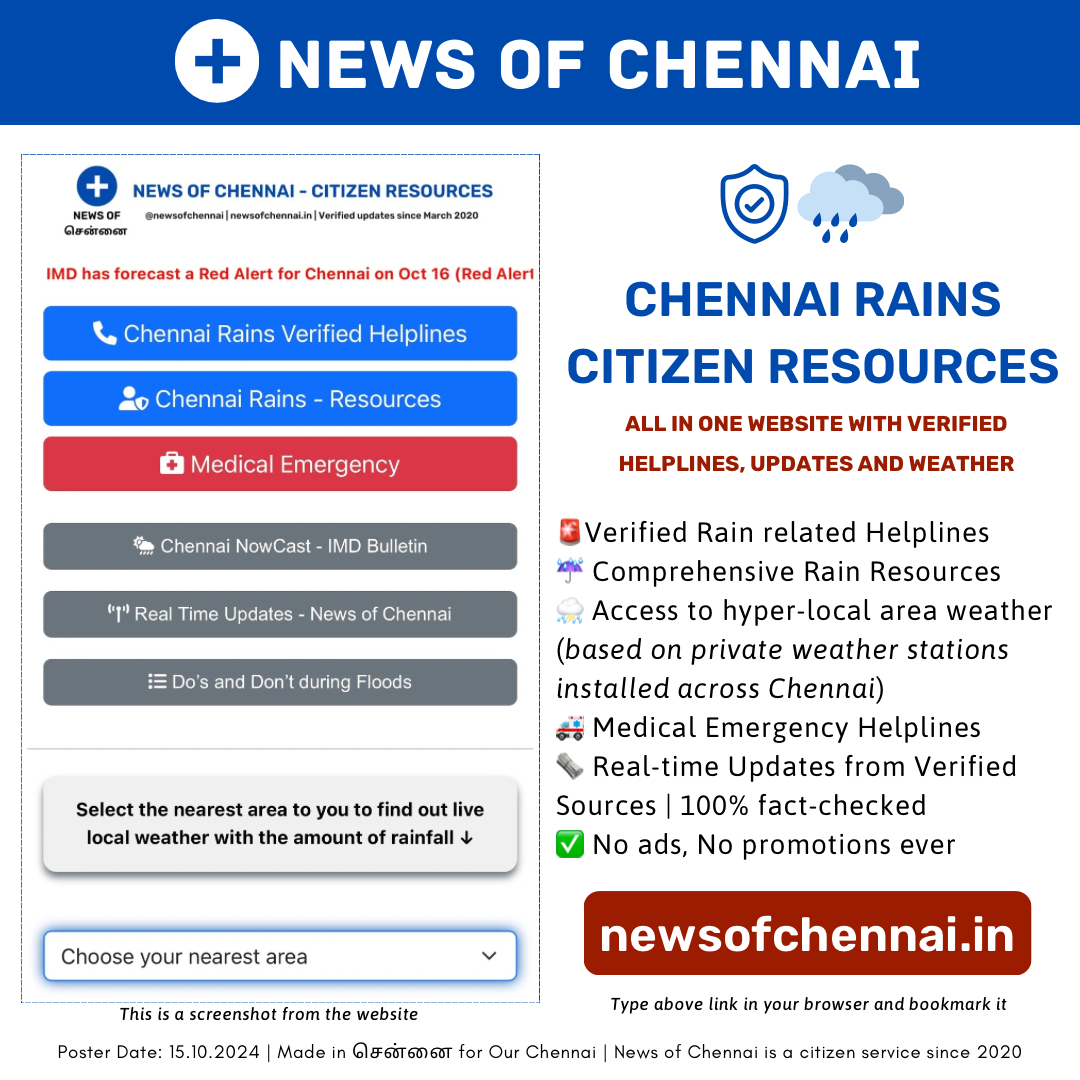 NEWS OF CHENNAI
NEWS OF
சென்னை
NEWS OF CHENNAI - CITIZEN RESOURCES
@newsofchennai | newsofchennai.in | Verified updates since March 2020
IMD has forecast a Red Alert for Chennai on Oct 16 (Red Alert
Chennai Rains Verified Helplines
Chennai Rains - Resources
Medical Emergency
Chennai NowCast - IMD Bulletin
Real Time Updates - News of Chennai
Do's and Don't during Floods
Select the nearest area to you to find out live
local weather with the amount of rainfall ↓
Choose your nearest area
This is a screenshot from the website
CHENNAI RAINS
CITIZEN RESOURCES
ALL IN ONE WEBSITE WITH VERIFIED
HELPLINES, UPDATES AND WEATHER
🚨Verified Rain related Helplines
☔ Comprehensive Rain Resources
🌧️ Access to hyper-local area weather
(based on private weather stations
installed across Chennai)
🚑 Medical Emergency Helplines
🗞️ Real-time Updates from Verified
Sources | 100% fact-checked
✅ No ads, No promotions ever
newsofchennai.in
Type above link in your browser and bookmark it
Poster Date: 15.10.2024 | Made in சென்னை for Our Chennai | News of Chennai is a citizen service since 2020